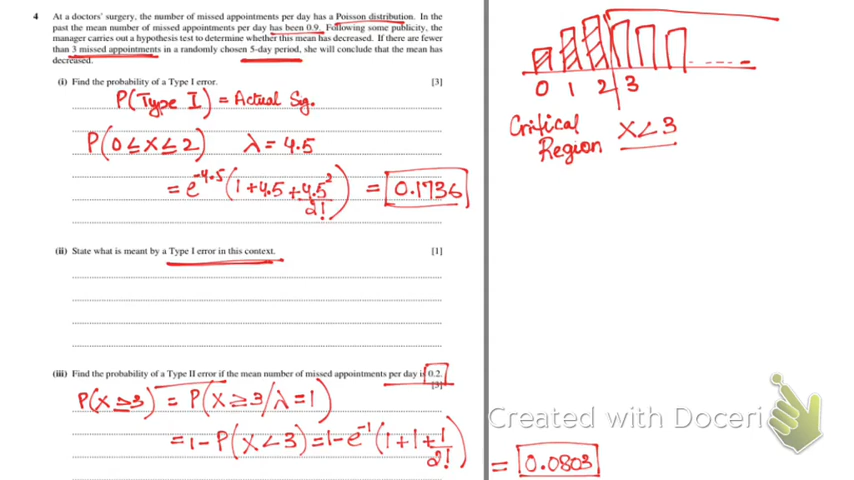 4 At a doctors' surgery, the number of missed appointments per day has a Poisson distribution. In the
past the mean number of missed appointments per day has been 0.9. Following some publicity, the
manager carries out a hypothesis test to determine whether this mean has decreased. If there are fewer
than 3 missed appointments in a randomly chosen 5-day period, she will conclude that the mean has
decreased.
(i) Find the probability of a Type I error. [3]
P(Type I) = Actual Sg.
P(0≤X≤2) λ = 4.5
= e^-4.5 (1 + 4.5 + 4.5²/2!) = 0.1736
(ii) State what is meant by a Type I error in this context. [1]
(iii) Find the probability of a Type II error if the mean number of missed appointments per day is 0.2.
[3]
P(X≥3) = P(X≥3/λ=1)
= 1 - P(X<3) = 1 - e^-1 (1 + 1 + 1/2!)
0 1 2 3
Critical X<3
Region
Created with Doceri
= 0.0803